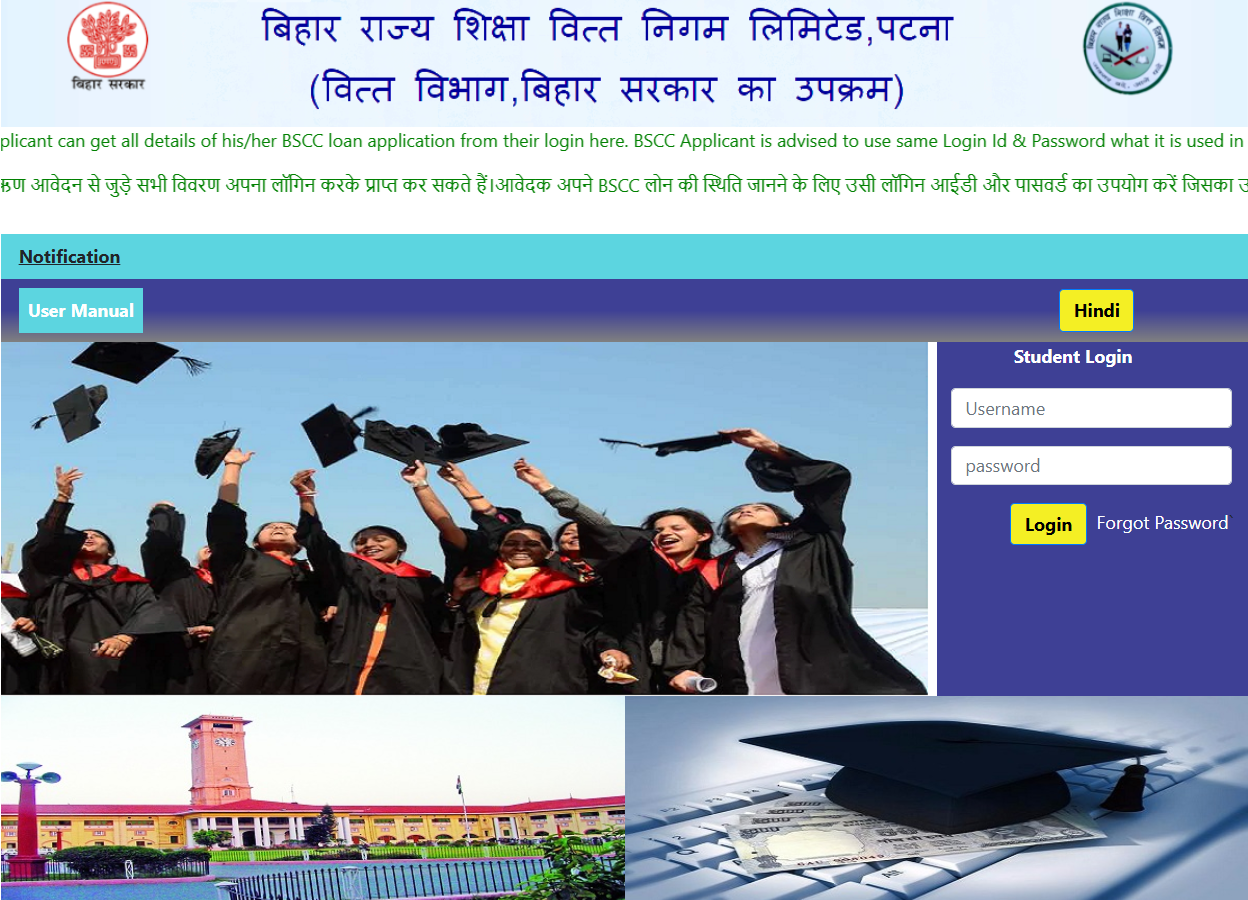 बिहार राज्य शिक्षा वित्त निगम लिमिटेड,पटना
(वित्त विभाग,बिहार सरकार का उपक्रम)
बिहार सरकार
plicant can get all details of his/her BSCC loan application from their login here. BSCC Applicant is advised to use same Login Id & Password what it is used in
ऋण आवेदन से जुड़े सभी विवरण अपना लॉगिन करके प्राप्त कर सकते हैं।आवेदक अपने BSCC लोन की स्थिति जानने के लिए उसी लॉगिन आईडी और पासवर्ड का उपयोग करें जिसका उ
Notification
User Manual
Hindi
Student Login
Username
password
Login Forgot Password